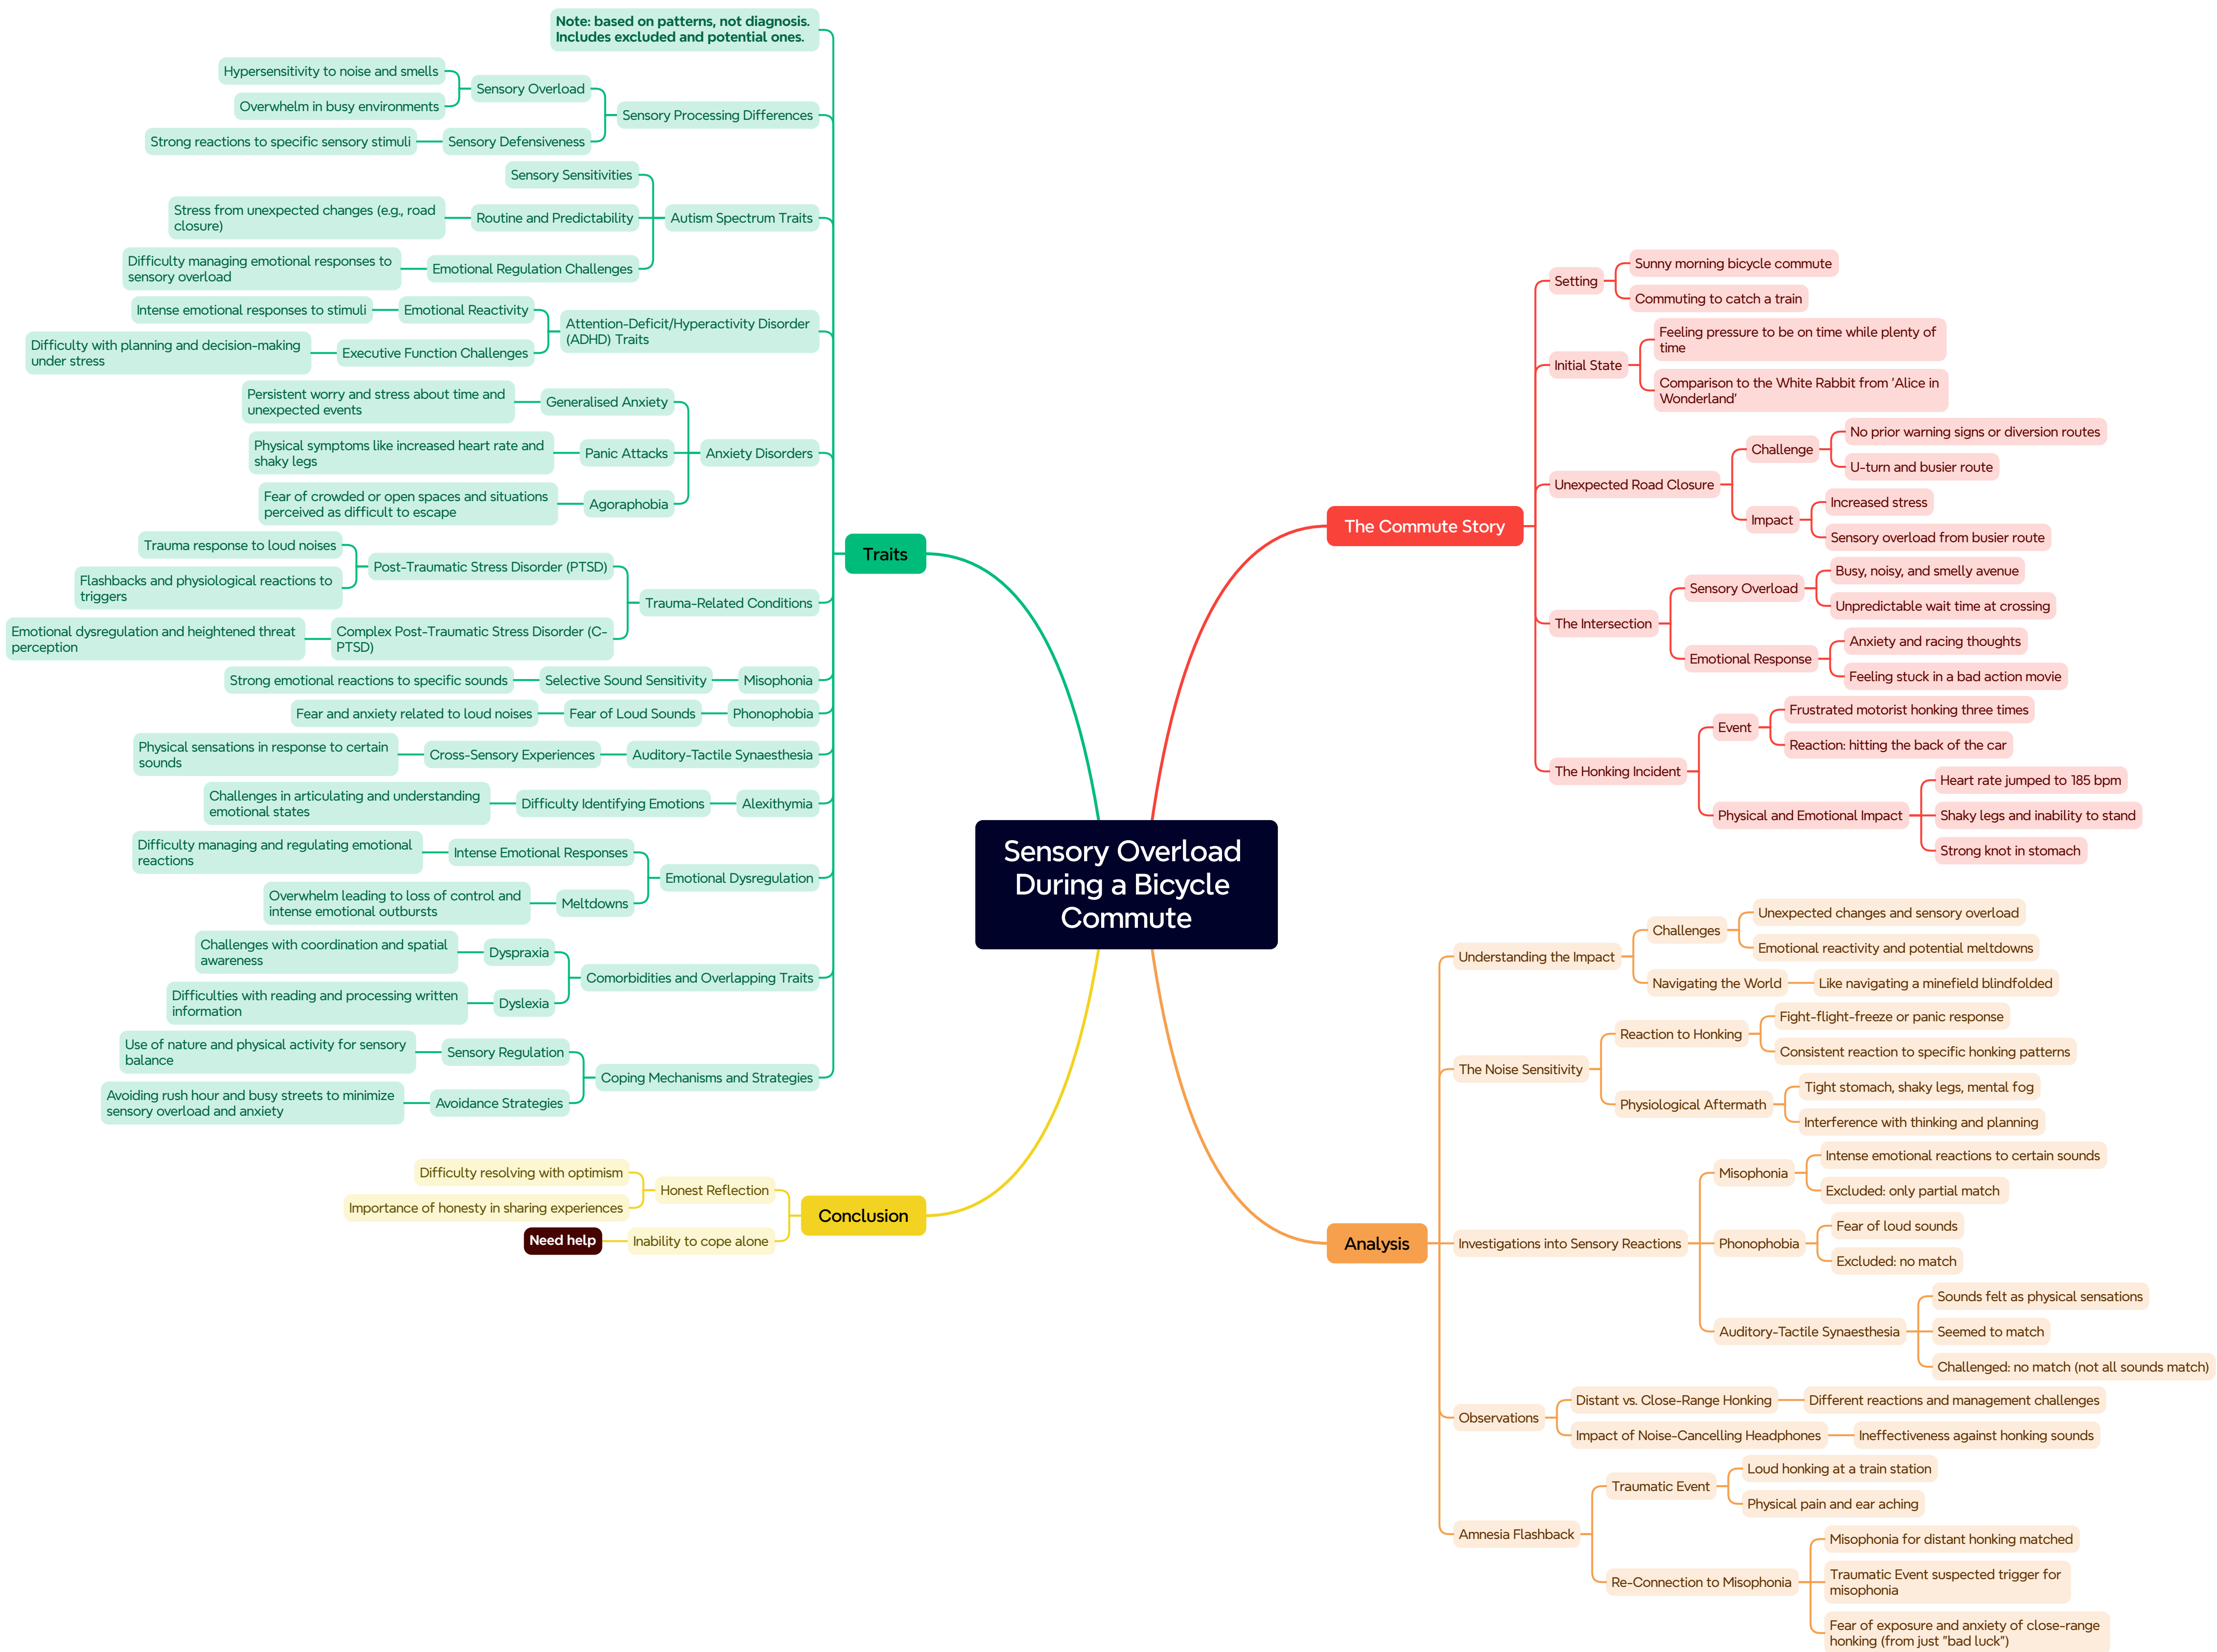 Sensory Overload
During a Bicycle
Commute
The Commute Story
Setting
Sunny morning bicycle commute
Commuting to catch a train
Initial State
Feeling pressure to be on time while plenty of
time
Comparison to the White Rabbit from 'Alice in
Wonderland'
Unexpected Road Closure
Challenge
No prior warning signs or diversion routes
U-turn and busier route
Impact
Increased stress
Sensory overload from busier route
The Intersection
Sensory Overload
Busy, noisy, and smelly avenue
Unpredictable wait time at crossing
Emotional Response
Anxiety and racing thoughts
Feeling stuck in a bad action movie
The Honking Incident
Event
Frustrated motorist honking three times
Reaction: hitting the back of the car
Physical and Emotional Impact
Heart rate jumped to 185 bpm
Shaky legs and inability to stand
Strong knot in stomach
Analysis
Understanding the Impact
Challenges
Unexpected changes and sensory overload
Emotional reactivity and potential meltdowns
Navigating the World
Like navigating a minefield blindfolded
The Noise Sensitivity
Reaction to Honking
Fight-flight-freeze or panic response
Consistent reaction to specific honking patterns
Physiological Aftermath
Tight stomach, shaky legs, mental fog
Interference with thinking and planning
Investigations into Sensory Reactions
Misophonia
Intense emotional reactions to certain sounds
Excluded: only partial match
Phonophobia
Fear of loud sounds
Excluded: no match
Auditory-Tactile Synaesthesia
Sounds felt as physical sensations
Seemed to match
Challenged: no match (not all sounds match)
Observations
Distant vs. Close-Range Honking
Different reactions and management challenges
Impact of Noise-Cancelling Headphones
Ineffectiveness against honking sounds
Amnesia Flashback
Traumatic Event
Loud honking at a train station
Physical pain and ear aching
Re-Connection to Misophonia
Misophonia for distant honking matched
Traumatic Event suspected trigger for
misophonia
Fear of exposure and anxiety of close-range
honking (from just "bad luck")
Traits
Note: based on patterns, not diagnosis.
Includes excluded and potential ones.
Sensory Processing Differences
Sensory Overload
Hypersensitivity to noise and smells
Overwhelm in busy environments
Sensory Defensiveness
Strong reactions to specific sensory stimuli
Autism Spectrum Traits
Sensory Sensitivities
Routine and Predictability
Stress from unexpected changes (e.g., road
closure)
Emotional Regulation Challenges
Difficulty managing emotional responses to
sensory overload
Attention-Deficit/Hyperactivity Disorder
(ADHD) Traits
Emotional Reactivity
Intense emotional responses to stimuli
Executive Function Challenges
Difficulty with planning and decision-making
under stress
Anxiety Disorders
Generalised Anxiety
Persistent worry and stress about time and
unexpected events
Panic Attacks
Physical symptoms like increased heart rate and
shaky legs
Agoraphobia
Fear of crowded or open spaces and situations
perceived as difficult to escape
Trauma-Related Conditions
Post-Traumatic Stress Disorder (PTSD)
Trauma response to loud noises
Flashbacks and physiological reactions to
triggers
Complex Post-Traumatic Stress Disorder (C-
PTSD)
Emotional dysregulation and heightened threat
perception
Misophonia
Selective Sound Sensitivity
Strong emotional reactions to specific sounds
Phonophobia
Fear of Loud Sounds
Fear and anxiety related to loud noises
Auditory-Tactile Synaesthesia
Cross-Sensory Experiences
Physical sensations in response to certain
sounds
Alexithymia
Difficulty Identifying Emotions
Challenges in articulating and understanding
emotional states
Emotional Dysregulation
Intense Emotional Responses
Difficulty managing and regulating emotional
reactions
Meltdowns
Overwhelm leading to loss of control and
intense emotional outbursts
Comorbidities and Overlapping Traits
Dyspraxia
Challenges with coordination and spatial
awareness
Dyslexia
Difficulties with reading and processing written
information
Coping Mechanisms and Strategies
Sensory Regulation
Use of nature and physical activity for sensory
balance
Avoidance Strategies
Avoiding rush hour and busy streets to minimize
sensory overload and anxiety
Conclusion
Honest Reflection
Difficulty resolving with optimism
Importance of honesty in sharing experiences
Inability to cope alone
Need help